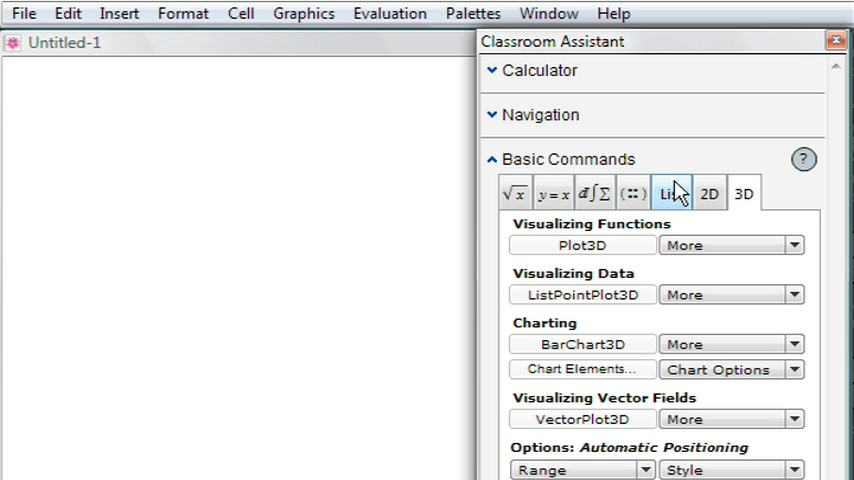 File Edit Insert Format Cell Graphics Evaluation Palettes Window Help
Untitled-1
Classroom Assistant
Calculator
Navigation
Basic Commands ?
√x y=x d∫Σ (::) 2D 3D
Visualizing Functions
Plot3D More
Visualizing Data
ListPointPlot3D More
Charting
BarChart3D More
Chart Elements... Chart Options
Visualizing Vector Fields
VectorPlot3D More
Options: Automatic Positioning
Range Style